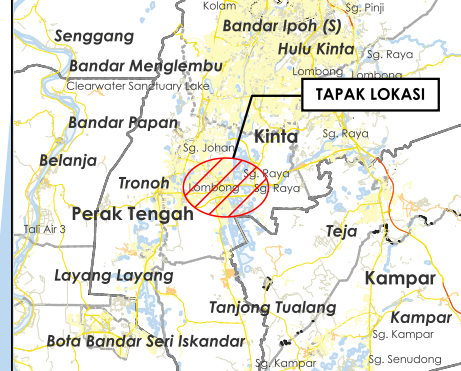 Kolam
Sg. Pinji
Bandar Ipoh (S)
Senggang
Hulu Kinta
Sg. Raya
Bandar Menglembu
Lombong
Lombong
Clearwater Sanctuary Lake
TAPAK LOKASI
Bandar Papan
Kinta
Sg. Raya
Sg. Johan
Belanja
Sg. Raya
Tronoh
Lombong
Sg. Raya
Perak Tengah
Tali Air 3
Teja
Layang Layang
Kampar
Tanjong Tualang
Kampar
Sg. Kampar
Bota Bandar Seri Iskandar
Sg. Kampar
Sg. Senudong